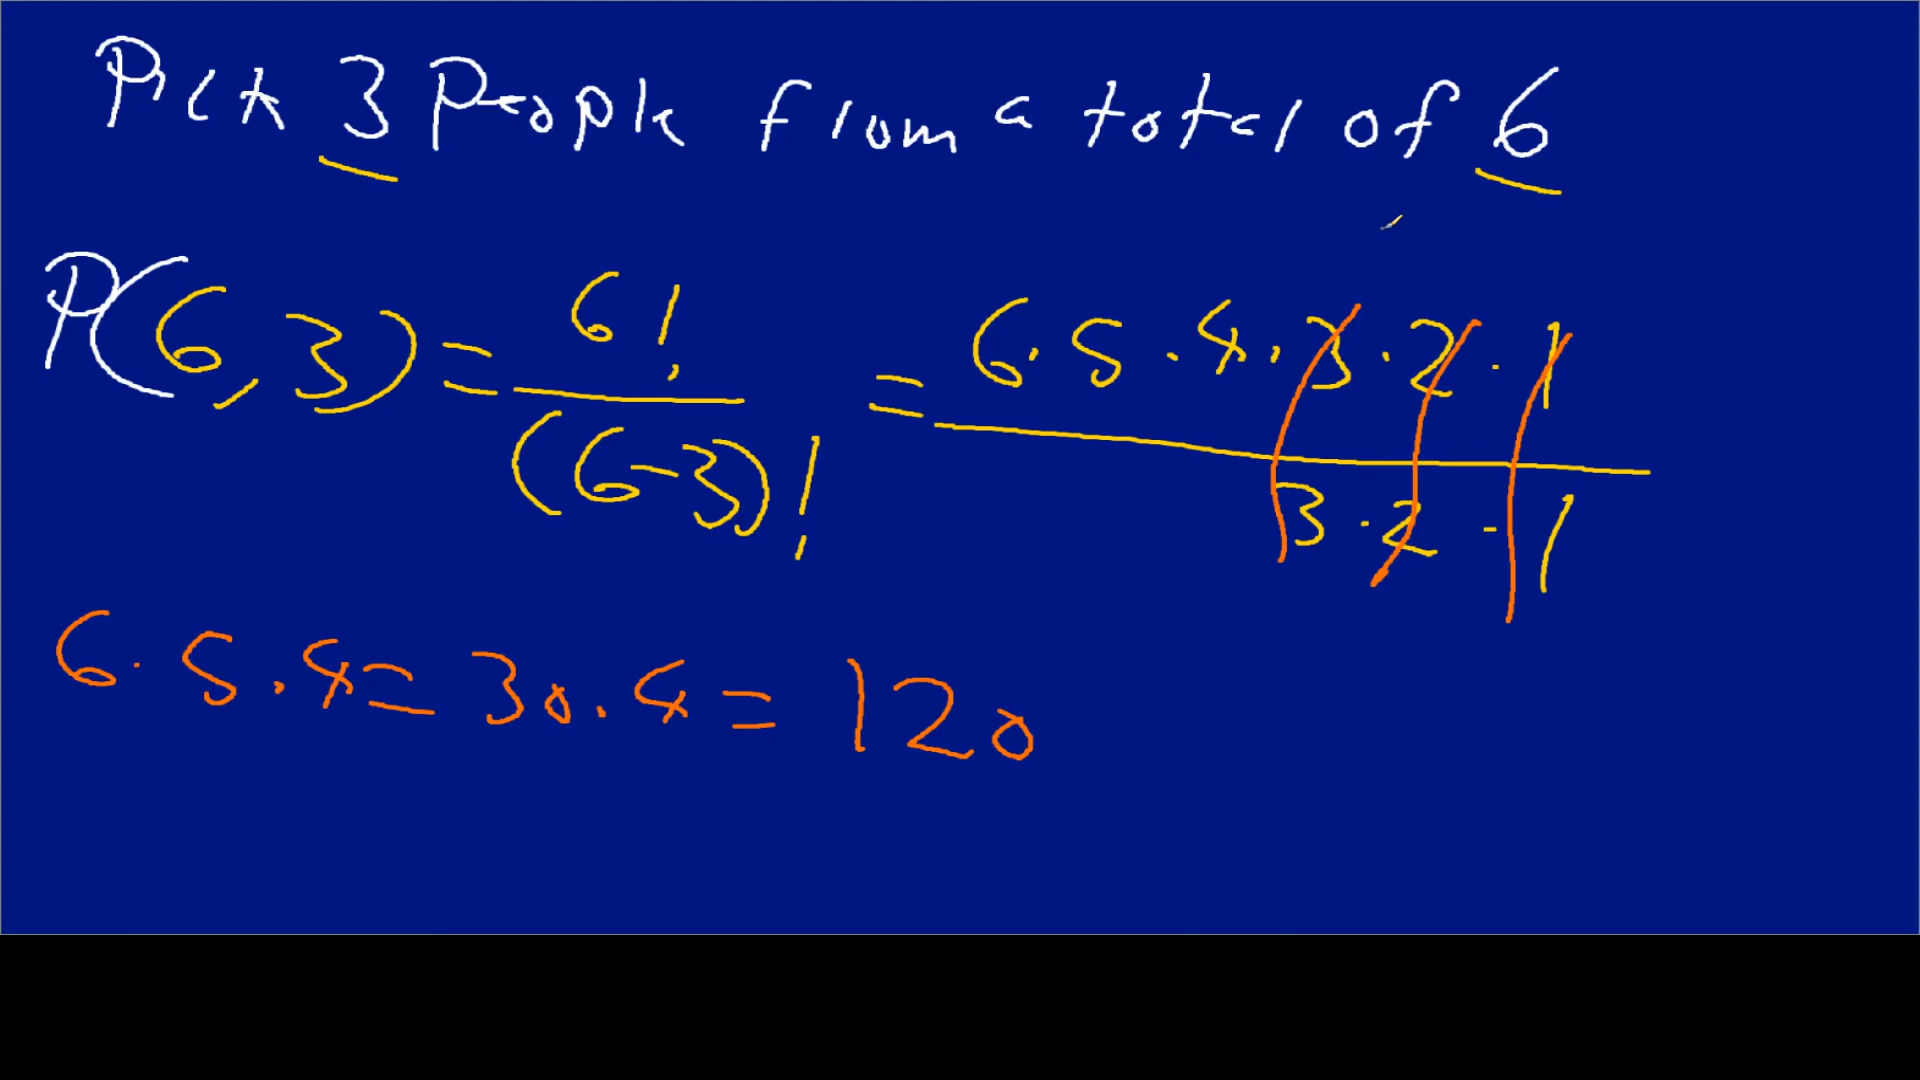 Pick 3 People from a total of 6
P(6,3) = 6! / (6-3)! = 6·5·4·3·2·1 / 3·2·1
6·5·4 = 30·4 = 120